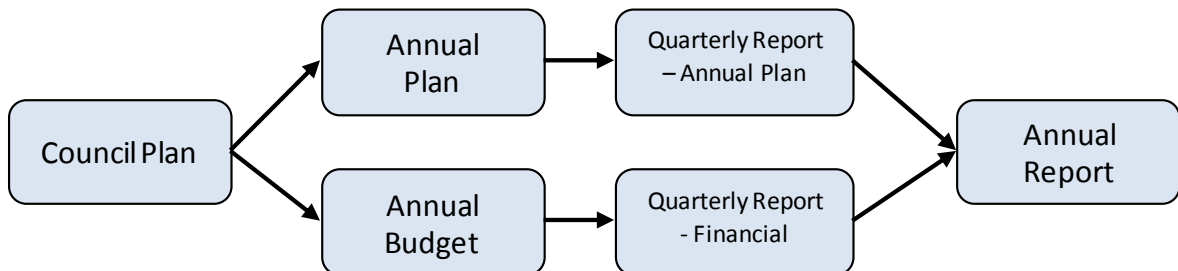 Council Plan
Annual
Plan
Quarterly Report
– Annual Plan
Annual
Budget
Quarterly Report
- Financial
Annual
Report